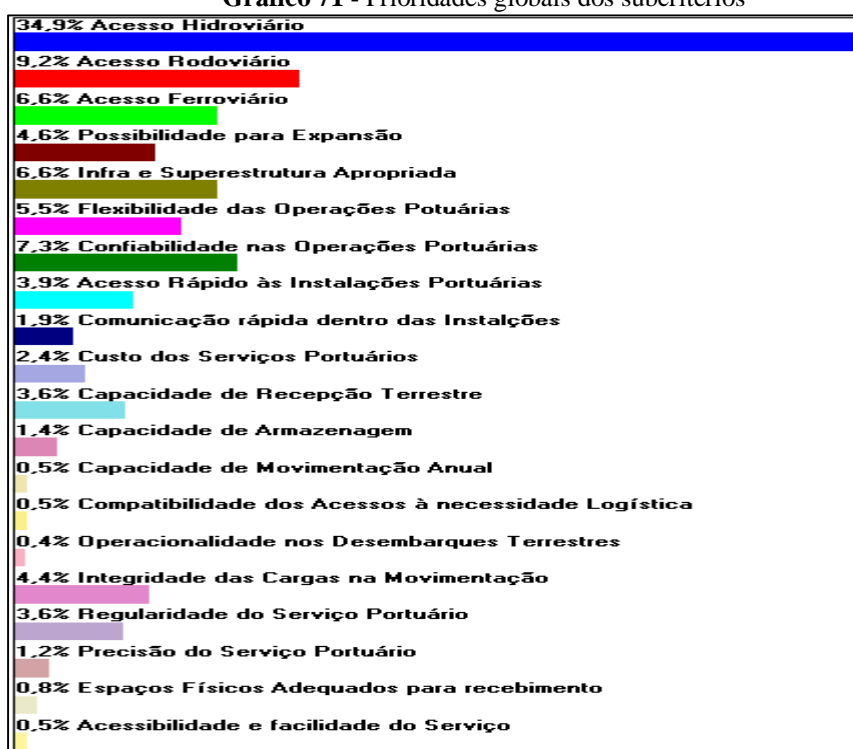 Gráfico 71 - Prioridades globais dos subcritérios
34,9% Acesso Hidroviário
9,2% Acesso Rodoviário
6,6% Acesso Ferroviário
4,6% Possibilidade para Expansão
6,6% Infra e Superestrutura Apropriada
5,5% Flexibilidade das Operações Potuárias
7,3% Confiabilidade nas Operações Portuárias
3,9% Acesso Rápido às Instalações Portuárias
1,9% Comunicação rápida dentro das Instalções
2,4% Custo dos Serviços Portuários
3,6% Capacidade de Recepção Terrestre
1,4% Capacidade de Armazenagem
0,5% Capacidade de Movimentação Anual
0,5% Compatibilidade dos Acessos à necessidade Logística
0,4% Operacionalidade nos Desembarques Terrestres
4,4% Integridade das Cargas na Movimentação
3,6% Regularidade do Serviço Portuário
1,2% Precisão do Serviço Portuário
0,8% Espaços Físicos Adequados para recebimento
0,5% Acessibilidade e facilidade do Serviço